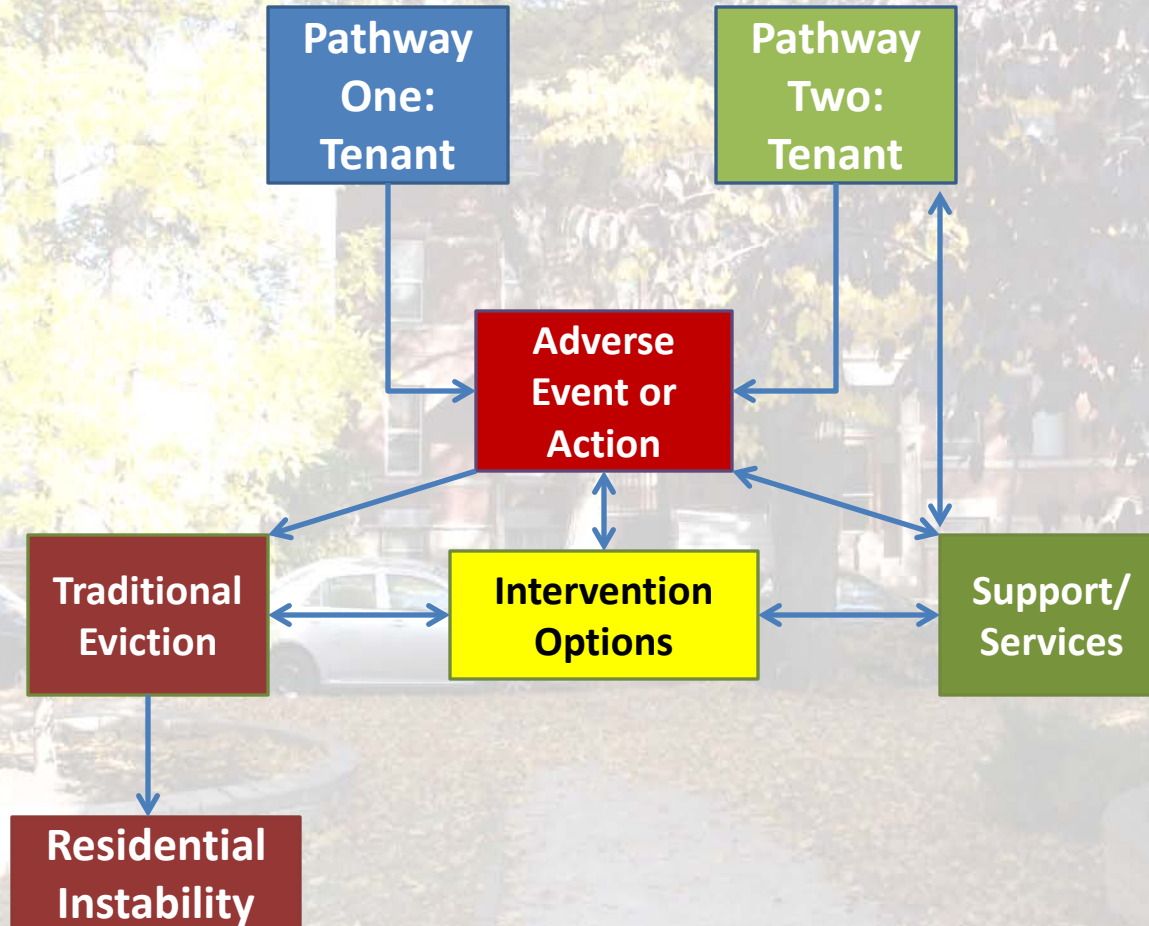 Pathway
One:
Tenant
Pathway
Two:
Tenant
Adverse
Event or
Action
Traditional
Eviction
Intervention
Options
Support/
Services
Residential
Instability